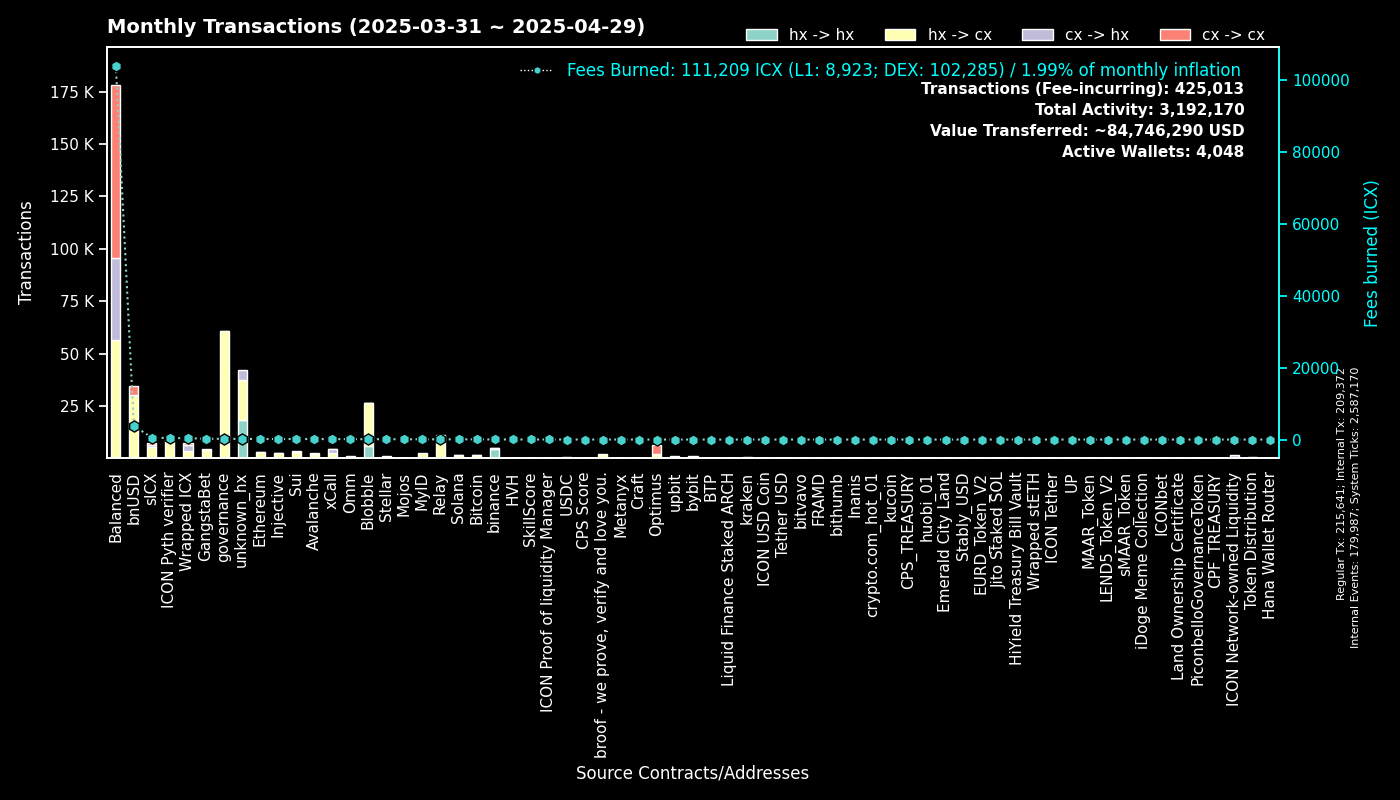 Monthly Transactions (2025-03-31 ~ 2025-04-29)
hx -> hx
hx -> cx
cx -> hx
cx -> cx
Fees Burned: 111,209 ICX (L1: 8,923; DEX: 102,285) / 1.99% of monthly inflation
Transactions (Fee-incurring): 425,013
Total Activity: 3,192,170
Value Transferred: ~84,746,290 USD
Active Wallets: 4,048
Transactions
175 K
150 K
125 K
100 K
75 K
50 K
25 K
100000
80000
60000
40000
20000
0
Fees burned (ICX)
Regular Tx: 215,641; Internal Tx: 209,372
Internal Events: 179,987; System Ticks: 2,587,170
Balanced
bnUSD
sICX
ICON Pyth verifier
Wrapped ICX
GangstaBet
governance
unknown_hx
Ethereum
Injective
Sui
Avalanche
xCall
Omm
Blobble
Stellar
Mojos
MyID
Relay
Solana
Bitcoin
binance
HVH
SkillScore
ICON Proof of liquidity Manager
USDC
CPS Score
broof - we prove, verify and love you.
Metanyx
Craft
Optimus
upbit
bybit
BTP
Liquid Finance Staked ARCH
kraken
ICON USD Coin
Tether USD
bitvavo
FRAMD
bithumb
Inanis
crypto.com_hot_01
kucoin
CPS_TREASURY
huobi_01
Emerald City Land
Stably_USD
EURD_Token_V2
Jito Staked SOL
HiYield Treasury Bill Vault
Wrapped stETH
ICON Tether
UP
MAAR_Token
LEND5_Token_V2
sMAAR_Token
iDoge Meme Collection
ICONbet
Land Ownership Certificate
PiconbelloGovernanceToken
CPF_TREASURY
ICON Network-owned Liquidity
Token Distribution
Hana Wallet Router
Source Contracts/Addresses